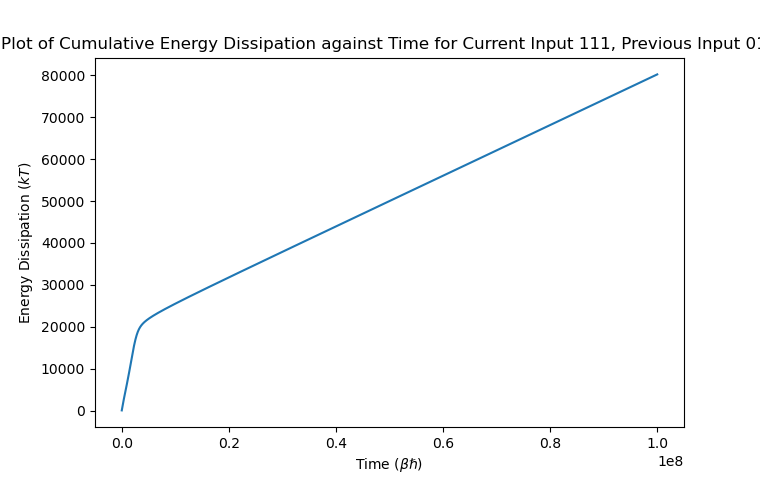 Plot of Cumulative Energy Dissipation against Time for Current Input 111, Previous Input 01
80000
70000
60000
50000
40000
30000
20000
10000
0
Energy Dissipation (kT)
0.0 0.2 0.4 0.6 0.8 1.0
1e8
Time (βħ)